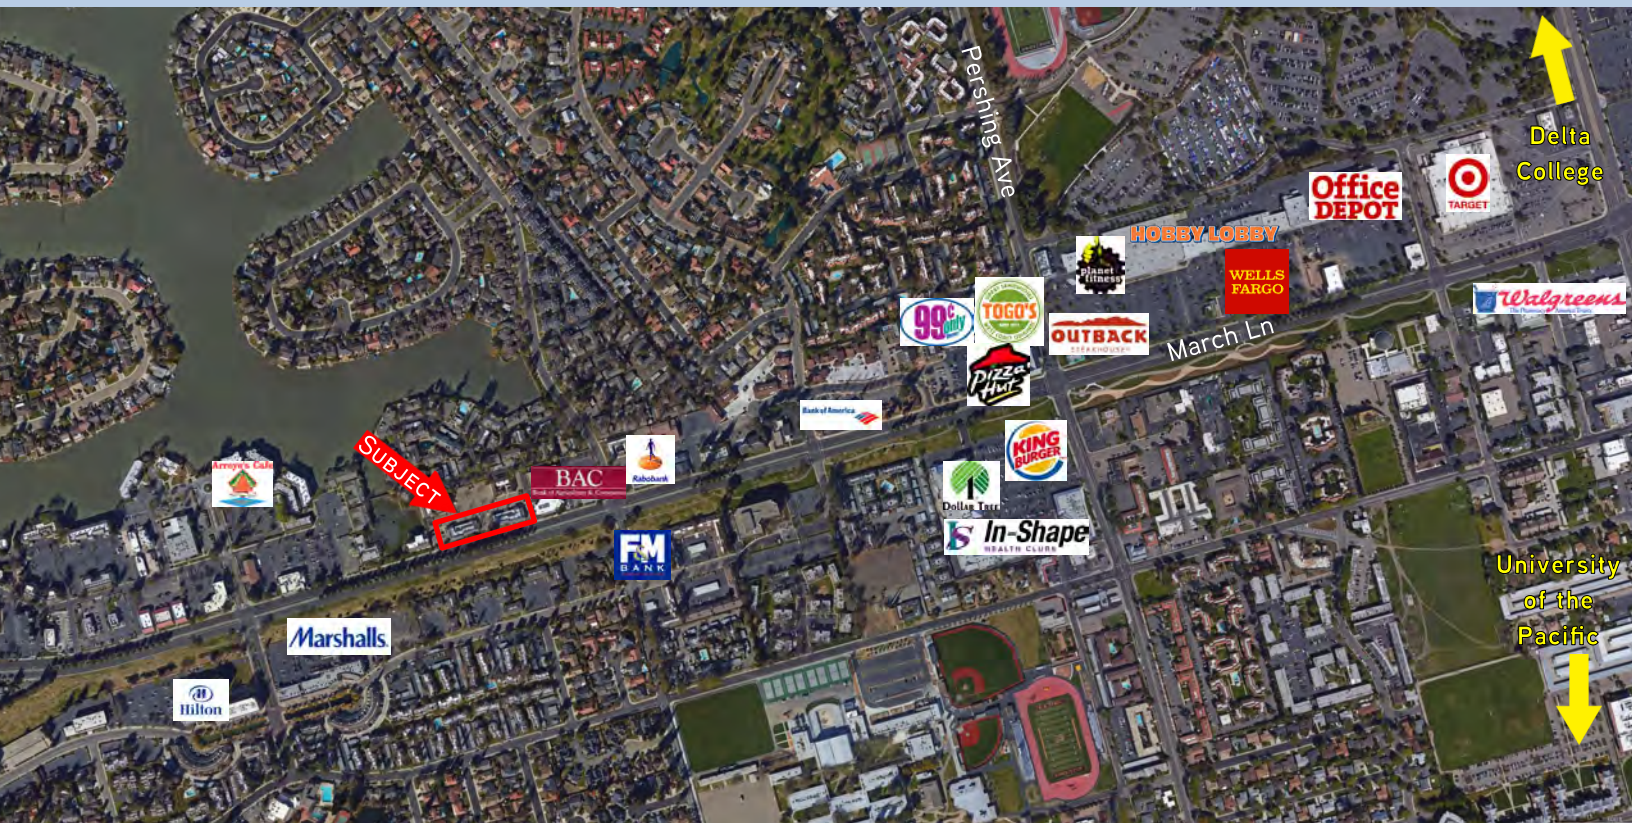 Pershing Ave
Delta
College
Office
DEPOT
TARGET
HOBBY LOBBY
planet
fitness
WELLS
FARGO
Walgreens
99¢
only
TOGO'S
OUTBACK
STEAKHOUSE
March Ln
Pizza
Hut
Bank of America
BURGER
KING
SUBJECT
Arroyo's Cafe
BAC
Bank of Agriculture & Commerce
Rabobank
DOLLAR TREE
In-Shape
HEALTH CLUBS
F&M
BANK
University
of the
Pacific
Marshalls
Hilton